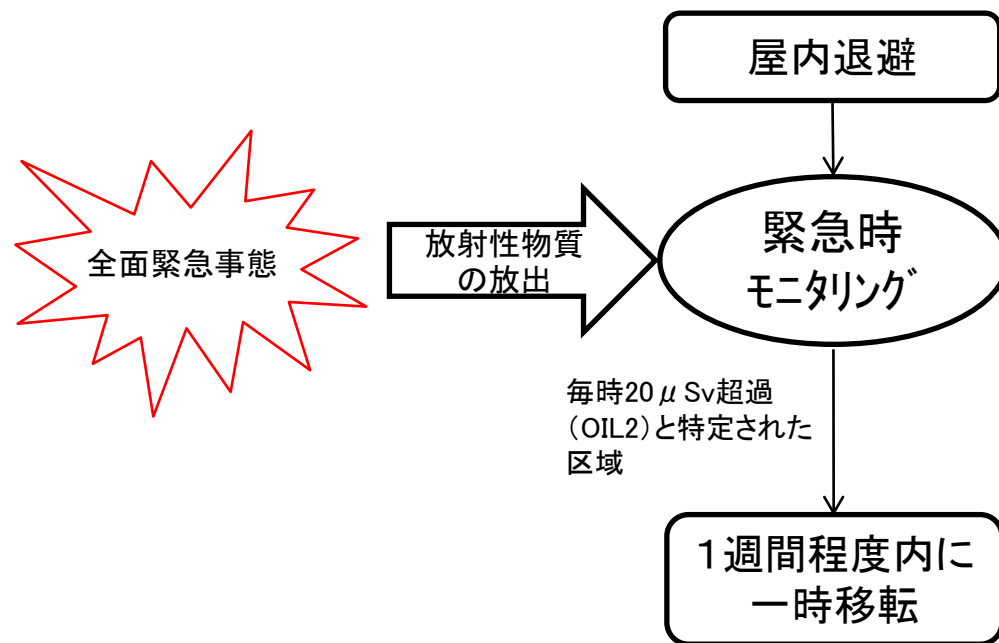 屋内退避
全面緊急事態
放射性物質
の放出
緊急時
ﾓﾆﾀﾘﾝｸﾞ
毎時20μSv超過
（OIL2）と特定された
区域
１週間程度内に
一時移転